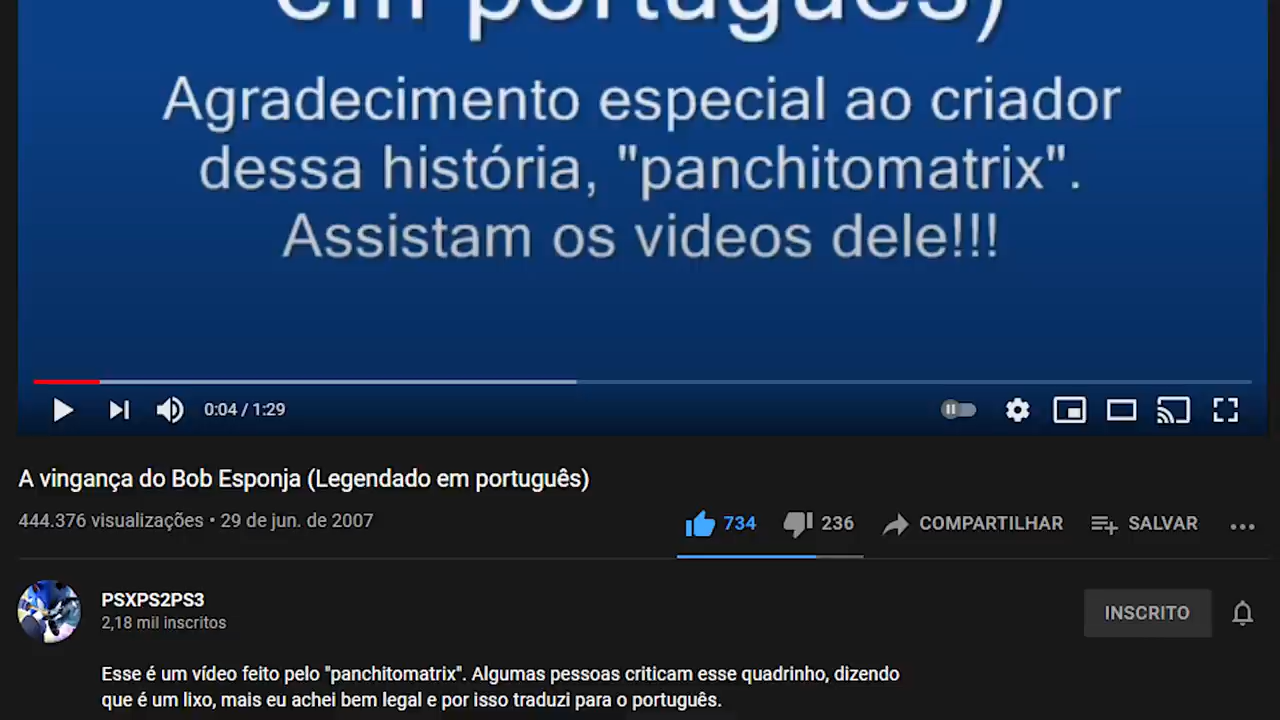 em português)
Agradecimento especial ao criador
dessa história, "panchitomatrix".
Assistam os videos dele!!!
0:04 / 1:29
A vingança do Bob Esponja (Legendado em português)
444.376 visualizações • 29 de jun. de 2007
734 236 COMPARTILHAR SALVAR
PSXPS2PS3
2,18 mil inscritos
INSCRITO
Esse é um vídeo feito pelo "panchitomatrix". Algumas pessoas criticam esse quadrinho, dizendo
que é um lixo, mais eu achei bem legal e por isso traduzi para o português.